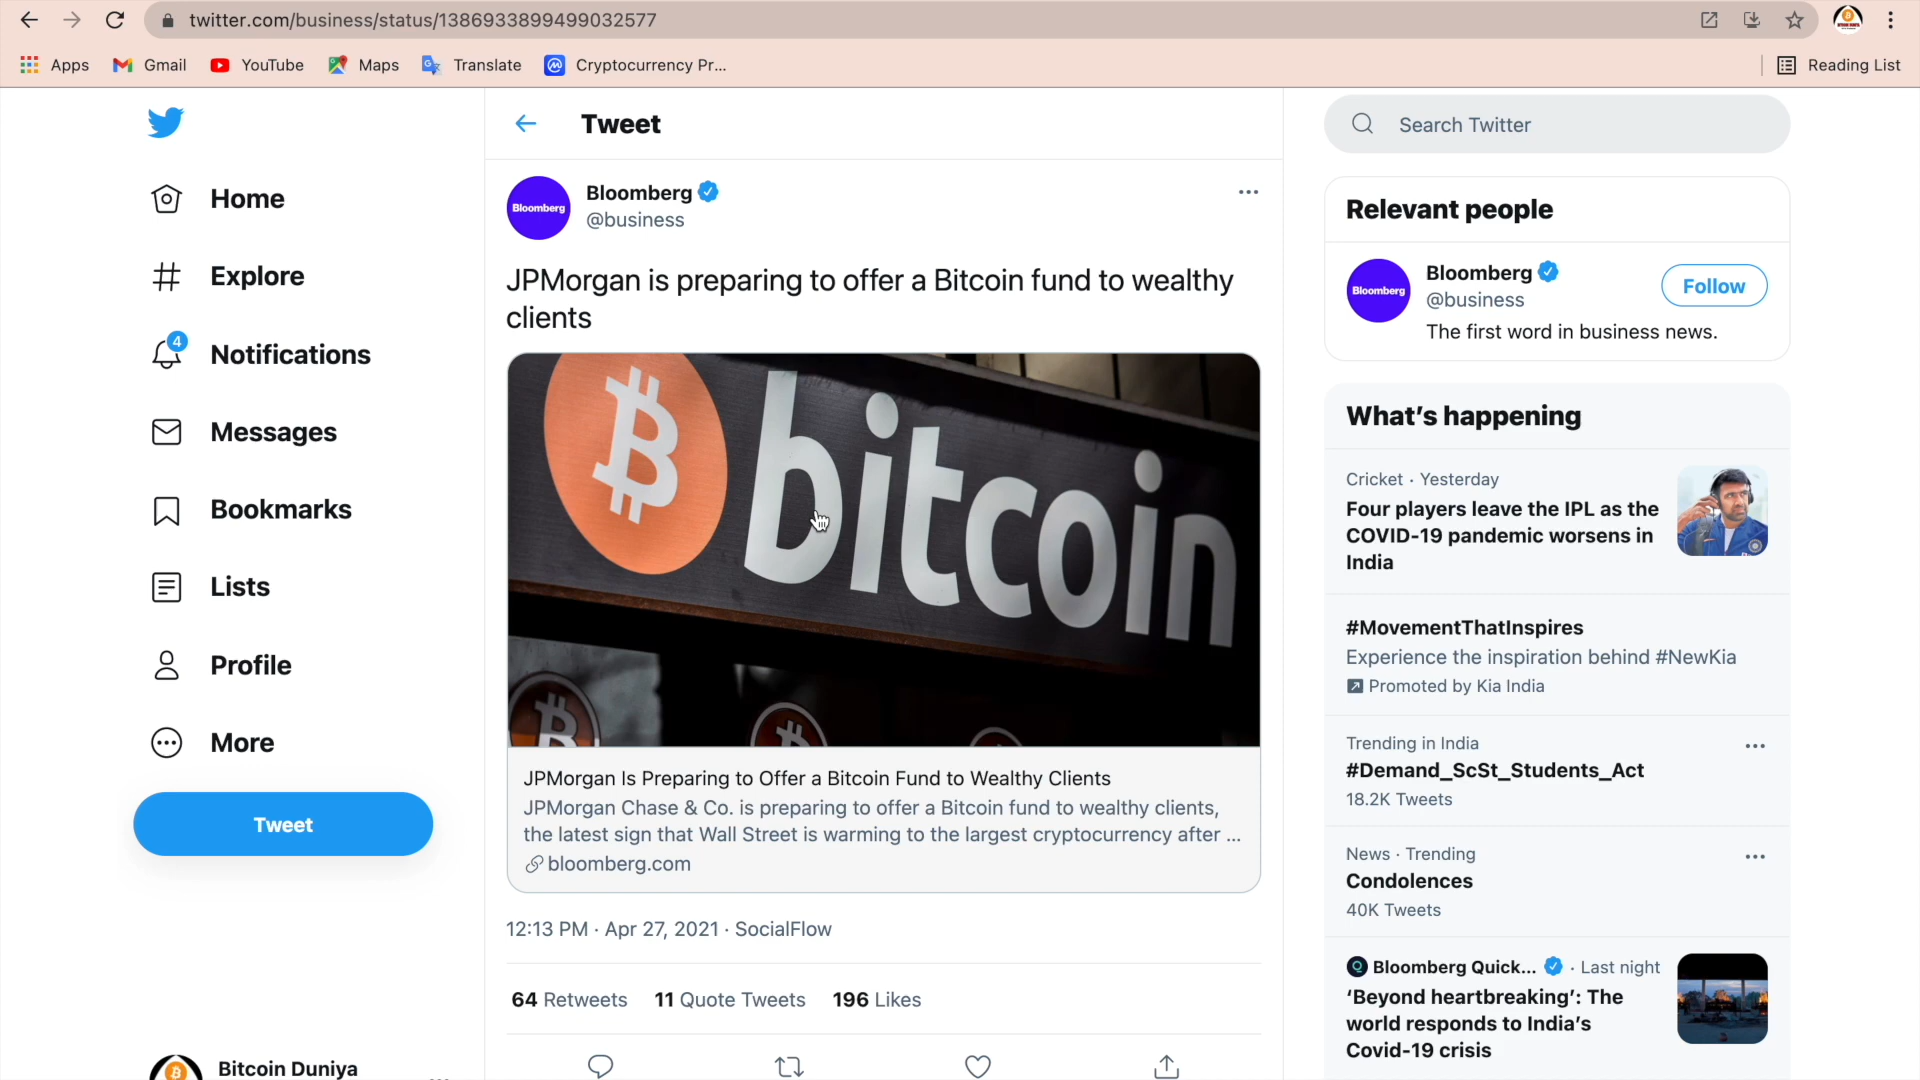 twitter.com/business/status/1386933899499032577
Apps
Gmail
YouTube
Maps
Translate
Cryptocurrency Pr...
Reading List
Home
Explore
4
Notifications
Messages
Bookmarks
Lists
Profile
More
Tweet
Bitcoin Duniya
Tweet
Bloomberg
Bloomberg
@business
JPMorgan is preparing to offer a Bitcoin fund to wealthy
clients
bitcoin
JPMorgan Is Preparing to Offer a Bitcoin Fund to Wealthy Clients
JPMorgan Chase & Co. is preparing to offer a Bitcoin fund to wealthy clients,
the latest sign that Wall Street is warming to the largest cryptocurrency after ...
bloomberg.com
12:13 PM · Apr 27, 2021 · SocialFlow
64 Retweets 11 Quote Tweets 196 Likes
Search Twitter
Relevant people
Bloomberg
Bloomberg
@business
Follow
The first word in business news.
What’s happening
Cricket · Yesterday
Four players leave the IPL as the
COVID-19 pandemic worsens in
India
#MovementThatInspires
Experience the inspiration behind #NewKia
Promoted by Kia India
Trending in India
#Demand_ScSt_Students_Act
18.2K Tweets
News · Trending
Condolences
40K Tweets
Bloomberg Quick... · Last night
‘Beyond heartbreaking’: The
world responds to India’s
Covid-19 crisis